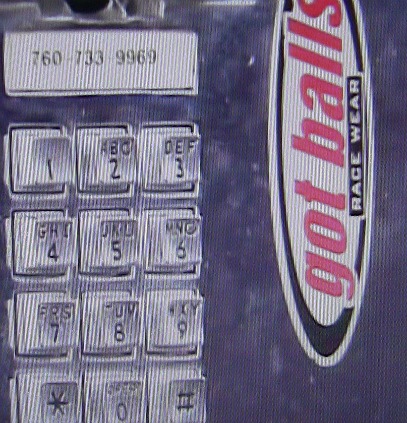 760-733 9969
1
ABC
2
DEF
3
GHI
4
JKL
5
MNO
6
PRS
7
TUV
8
WXY
9
*
OPER
0
#
got balls
RACE WEAR